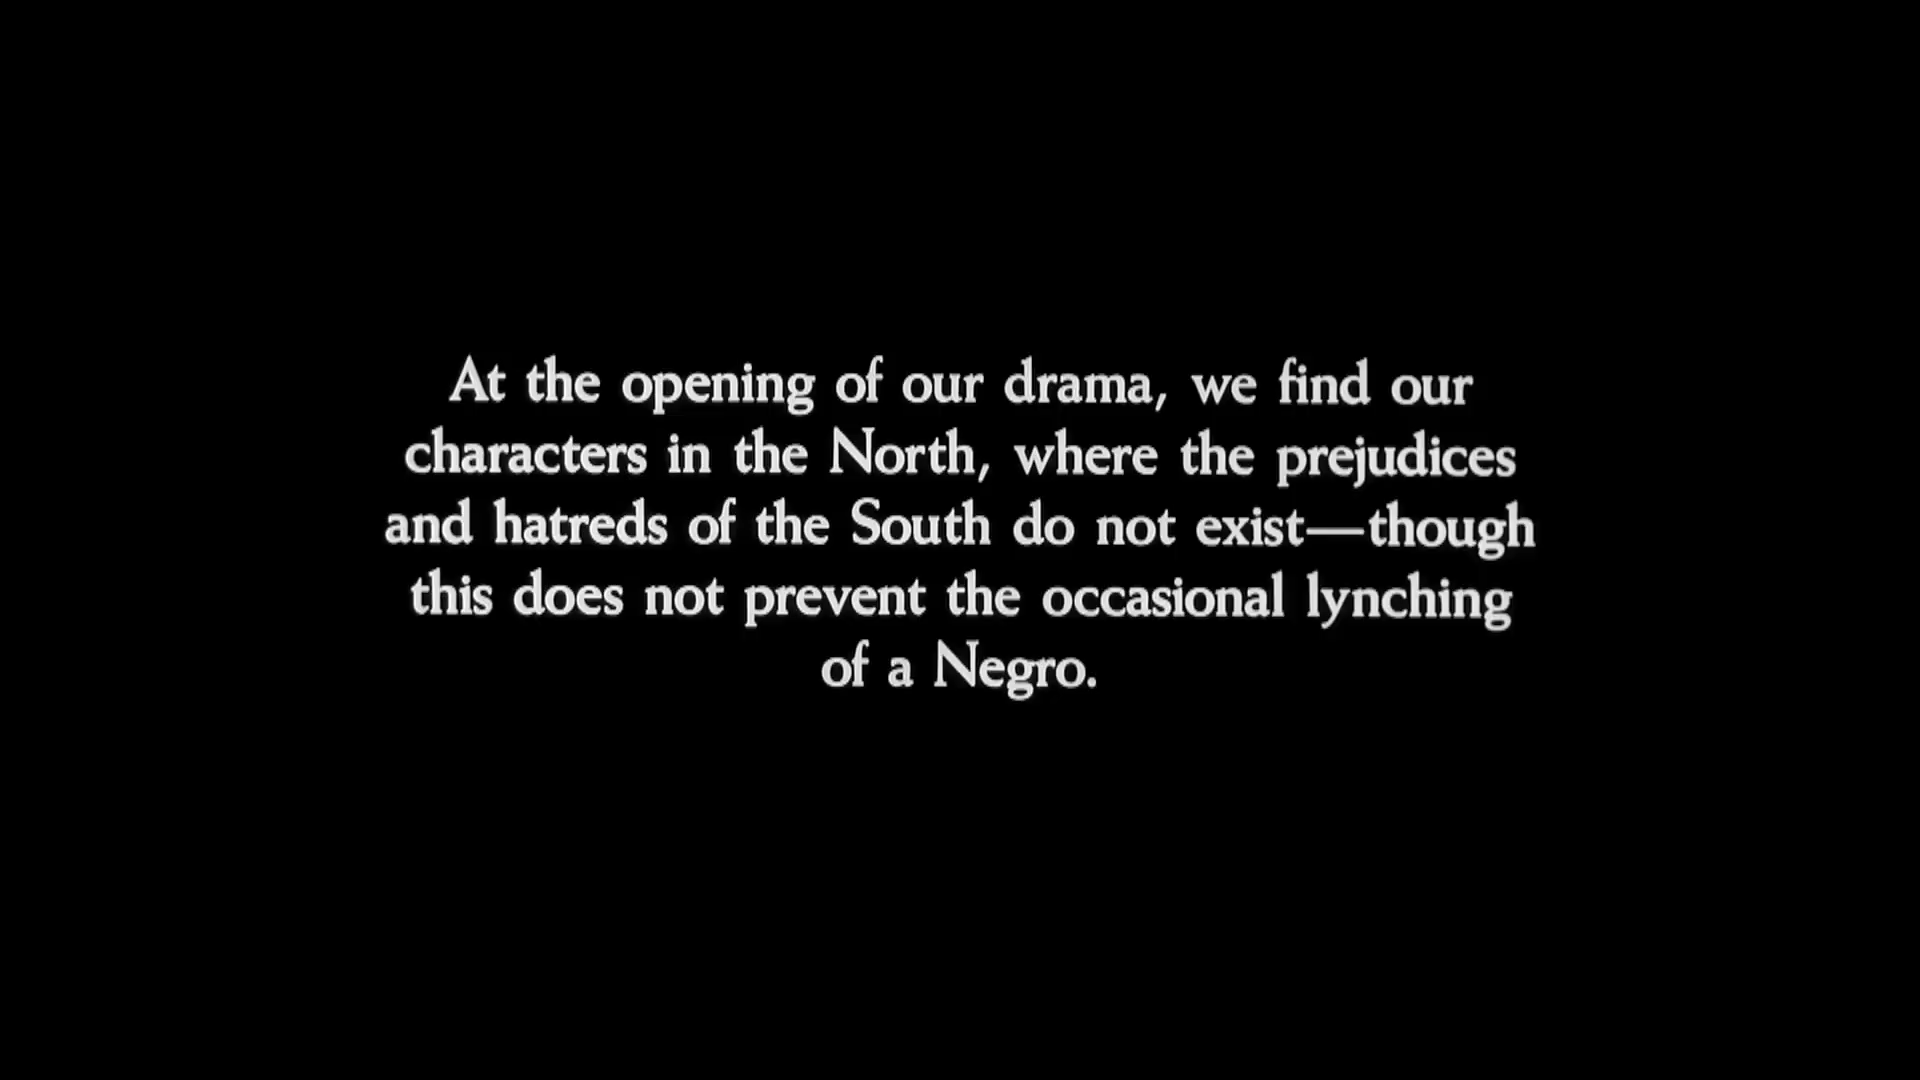 At the opening of our drama, we find our
characters in the North, where the prejudices
and hatreds of the South do not exist—though
this does not prevent the occasional lynching
of a Negro.